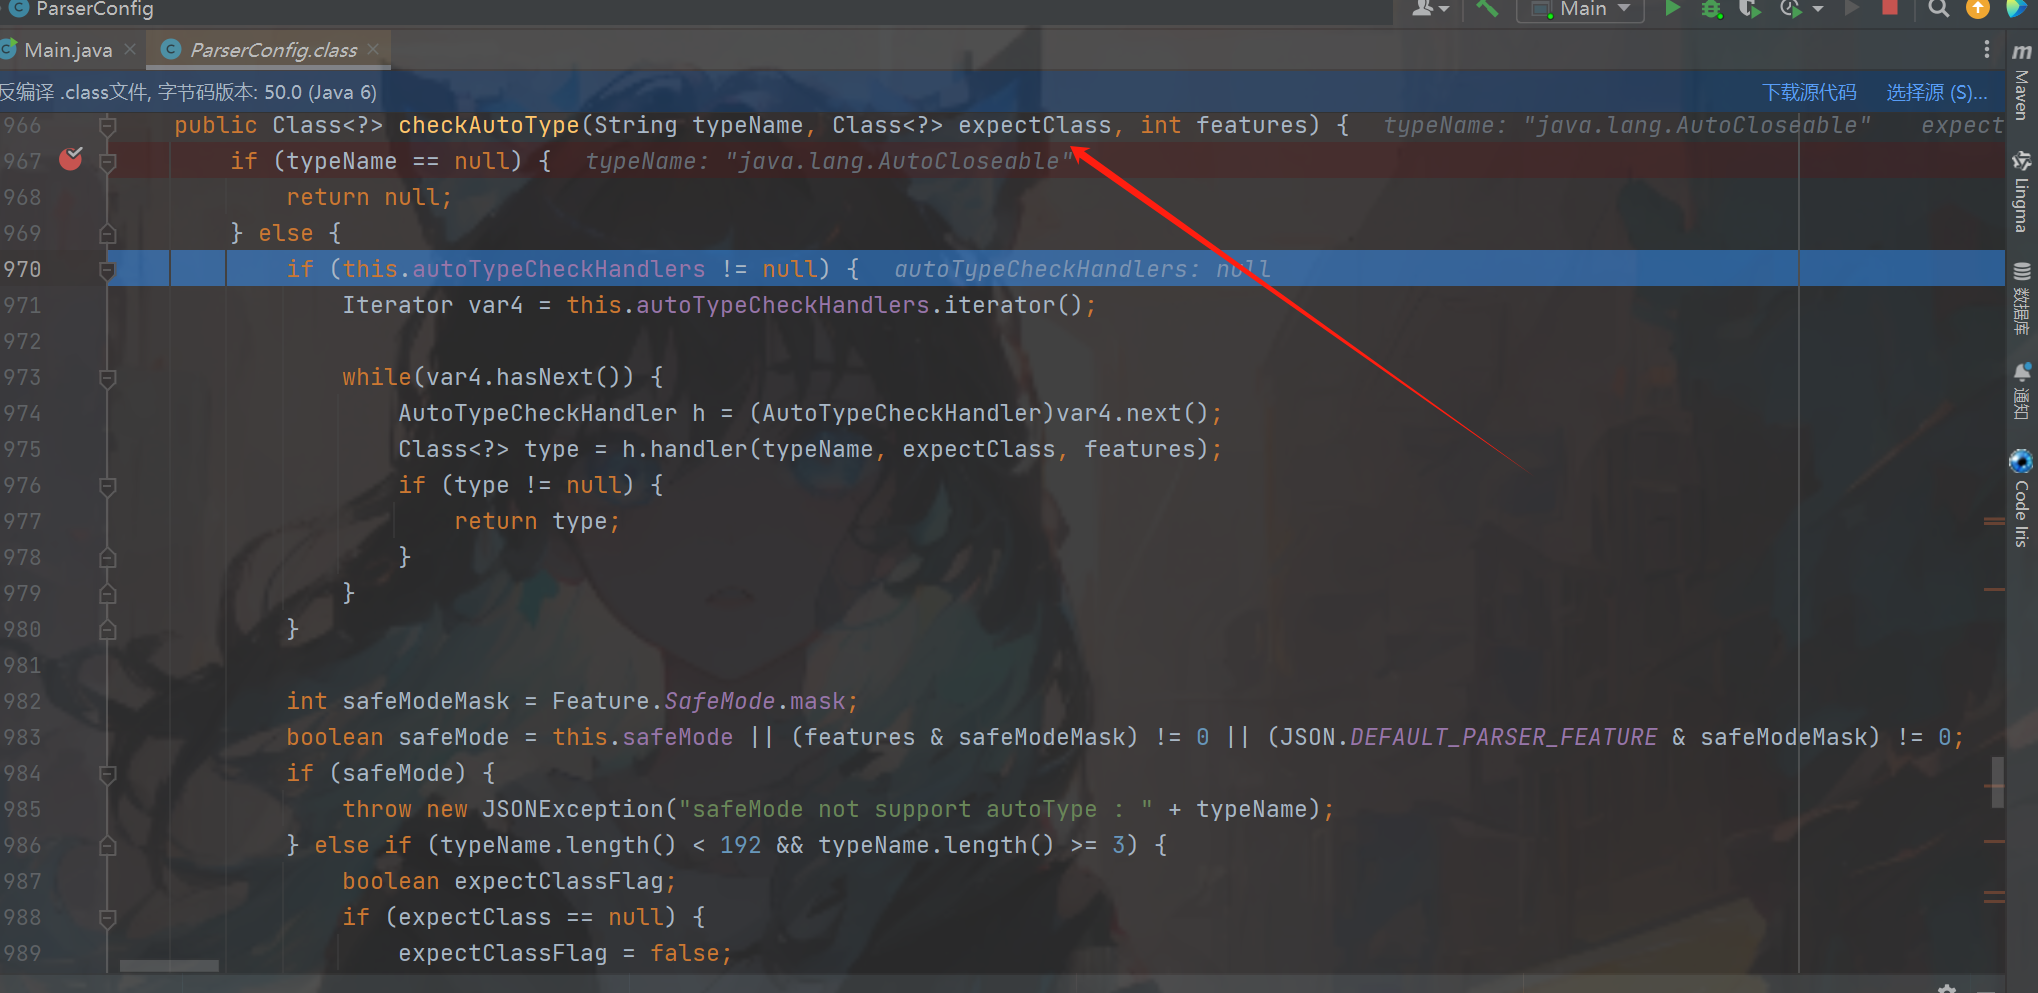 ParserConfig
Main
Main.java
ParserConfig.class
反编译 .class文件, 字节码版本: 50.0 (Java 6)
下载源代码
选择源 (S)...
966 public Class<?> checkAutoType(String typeName, Class<?> expectClass, int features) { typeName: "java.lang.AutoCloseable" expect
967 if (typeName == null) { typeName: "java.lang.AutoCloseable"
968 return null;
969 } else {
970 if (this.autoTypeCheckHandlers != null) { autoTypeCheckHandlers: null
971 Iterator var4 = this.autoTypeCheckHandlers.iterator();
972
973 while(var4.hasNext()) {
974 AutoTypeCheckHandler h = (AutoTypeCheckHandler)var4.next();
975 Class<?> type = h.handler(typeName, expectClass, features);
976 if (type != null) {
977 return type;
978 }
979 }
980 }
981
982 int safeModeMask = Feature.SafeMode.mask;
983 boolean safeMode = this.safeMode || (features & safeModeMask) != 0 || (JSON.DEFAULT_PARSER_FEATURE & safeModeMask) != 0;
984 if (safeMode) {
985 throw new JSONException("safeMode not support autoType : " + typeName);
986 } else if (typeName.length() < 192 && typeName.length() >= 3) {
987 boolean expectClassFlag;
988 if (expectClass == null) {
989 expectClassFlag = false;
m
Maven
Lingma
数据库
通知
Code Iris